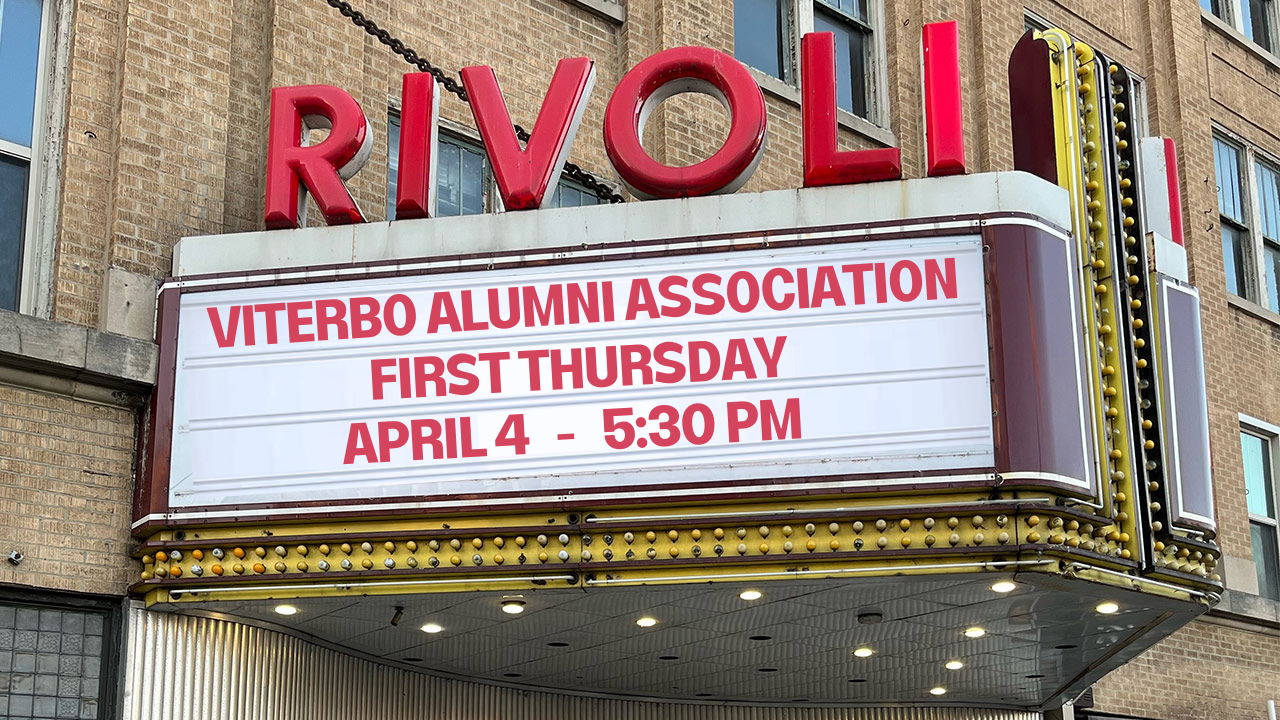 RIVOLI
VITERBO ALUMNI ASSOCIATION
FIRST THURSDAY
APRIL 4 - 5:30 PM